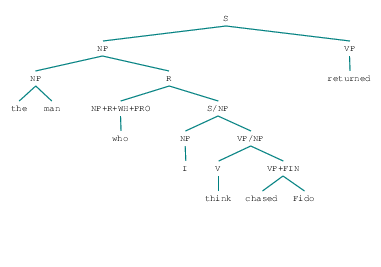 S
NP VP
NP R returned
the man NP+R+WH+PRO S/NP
who NP VP/NP
I V VP+FIN
think chased Fido